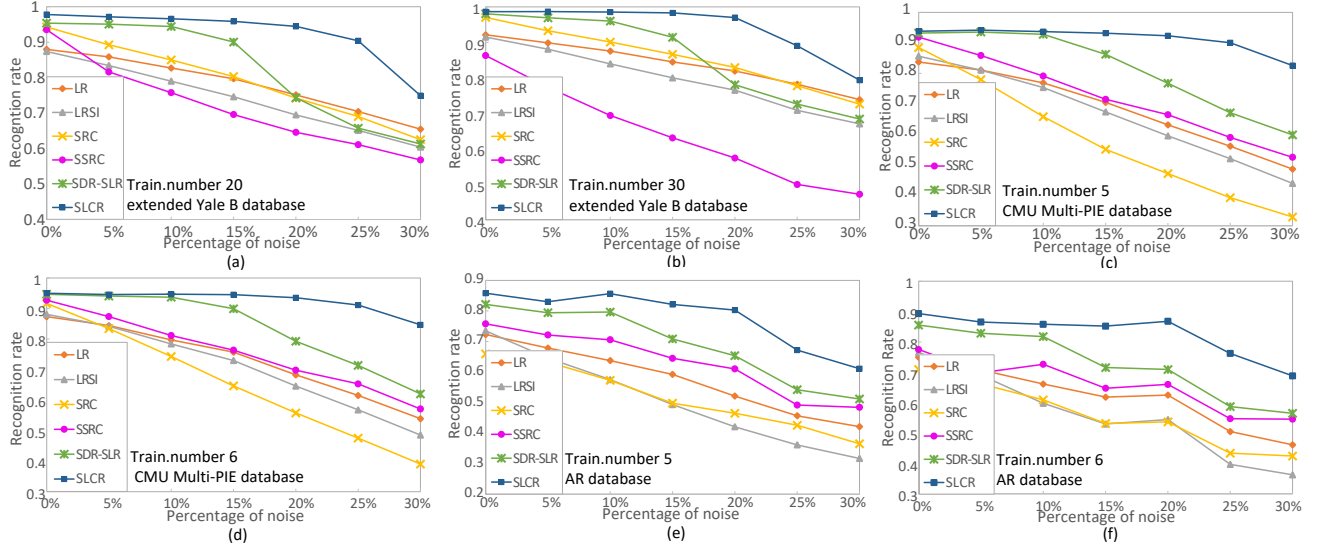 Recogntion rate
1
0.9
0.8
0.7
0.6
0.5
0.4
LR
LRSI
SRC
SSRC
SDR-SLR
SLCR
Train.number 20
extended Yale B database
0% 5% 10% 15% 20% 25% 30%
Percentage of noise
(a)
Recogntion rate
1
0.9
0.8
0.7
0.6
0.5
0.4
LR
LRSI
SRC
SSRC
SDR-SLR
SLCR
Train.number 30
extended Yale B database
0% 5% 10% 15% 20% 25% 30%
Percentage of noise
(b)
Recogntion rate
1
0.9
0.8
0.7
0.6
0.5
0.4
0.3
LR
LRSI
SRC
SSRC
SDR-SLR
SLCR
Train.number 5
CMU Multi-PIE database
0% 5% 10% 15% 20% 25% 30%
Percentage of noise
(c)
Recognition rate
1
0.9
0.8
0.7
0.6
0.5
0.4
0.3
LR
LRSI
SRC
SSRC
SDR-SLR
SLCR
Train.number 6
CMU Multi-PIE database
0% 5% 10% 15% 20% 25% 30%
Percentage of noise
(d)
Recognition Rate
0.9
0.8
0.7
0.6
0.5
0.4
0.3
0.2
LR
LRSI
SRC
SSRC
SDR-SLR
SLCR
Train.number 5
AR database
0% 5% 10% 15% 20% 25% 30%
Percentage of noise
(e)
Recognition Rate
1
0.9
0.8
0.7
0.6
0.5
0.4
0.3
LR
LRSI
SRC
SSRC
SDR-SLR
SLCR
Train.number 6
AR database
0% 5% 10% 15% 20% 25% 30%
Percentage of noise
(f)